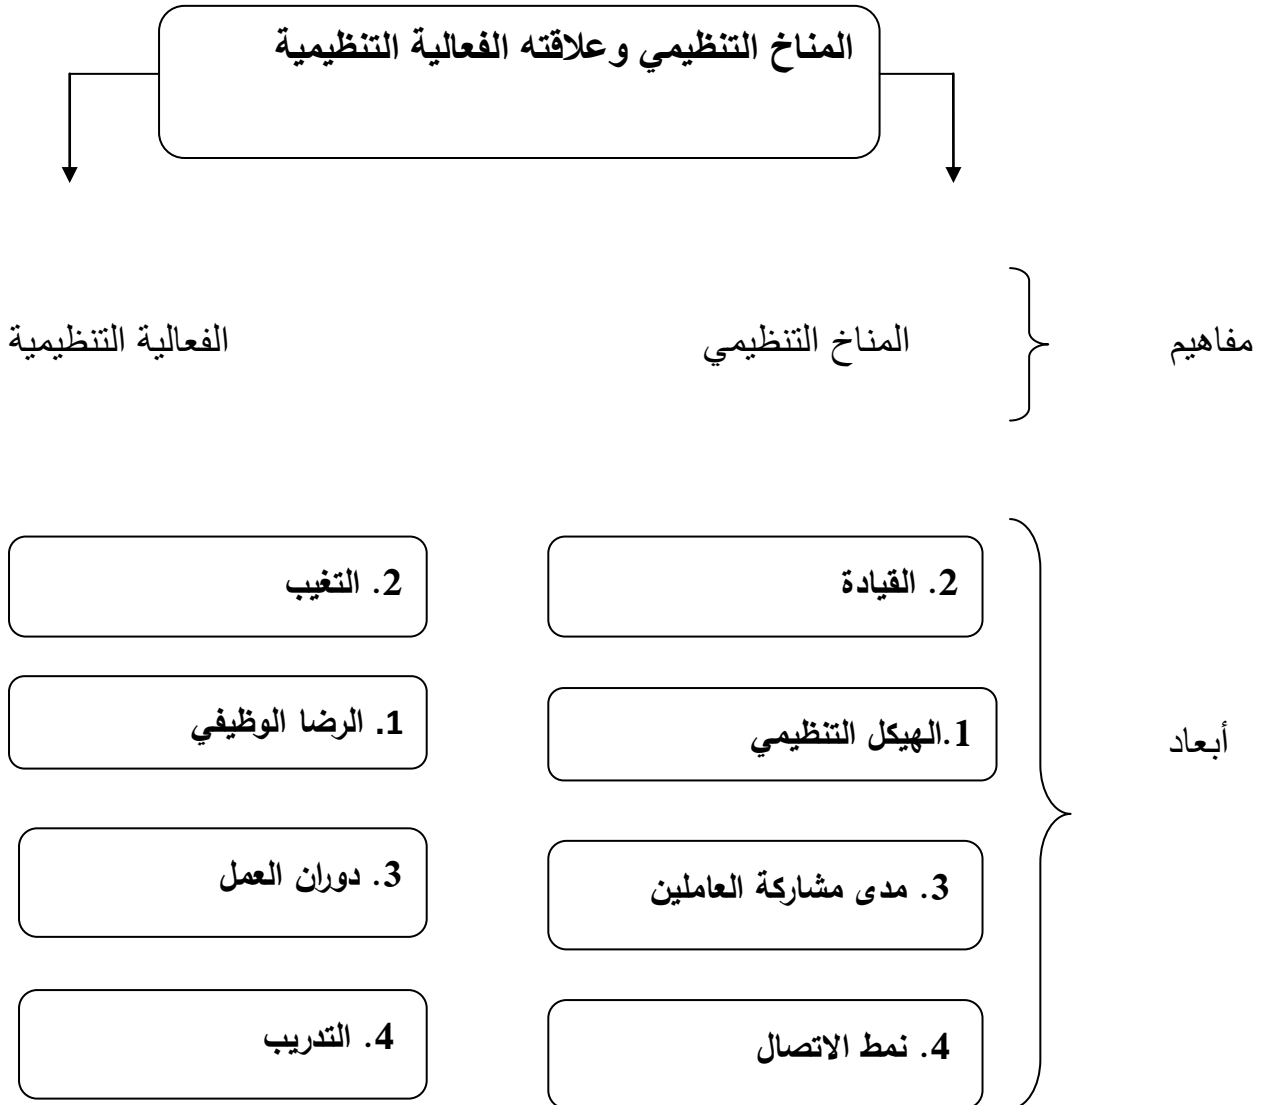 المناخ التنظيمي وعلاقته الفعالية التنظيمية
مفاهيم
المناخ التنظيمي
الفعالية التنظيمية
أبعاد
2. القيادة
2. التغيب
1.الهيكل التنظيمي
1. الرضا الوظيفي
3. مدى مشاركة العاملين
3. دوران العمل
4. نمط الاتصال
4. التدريب